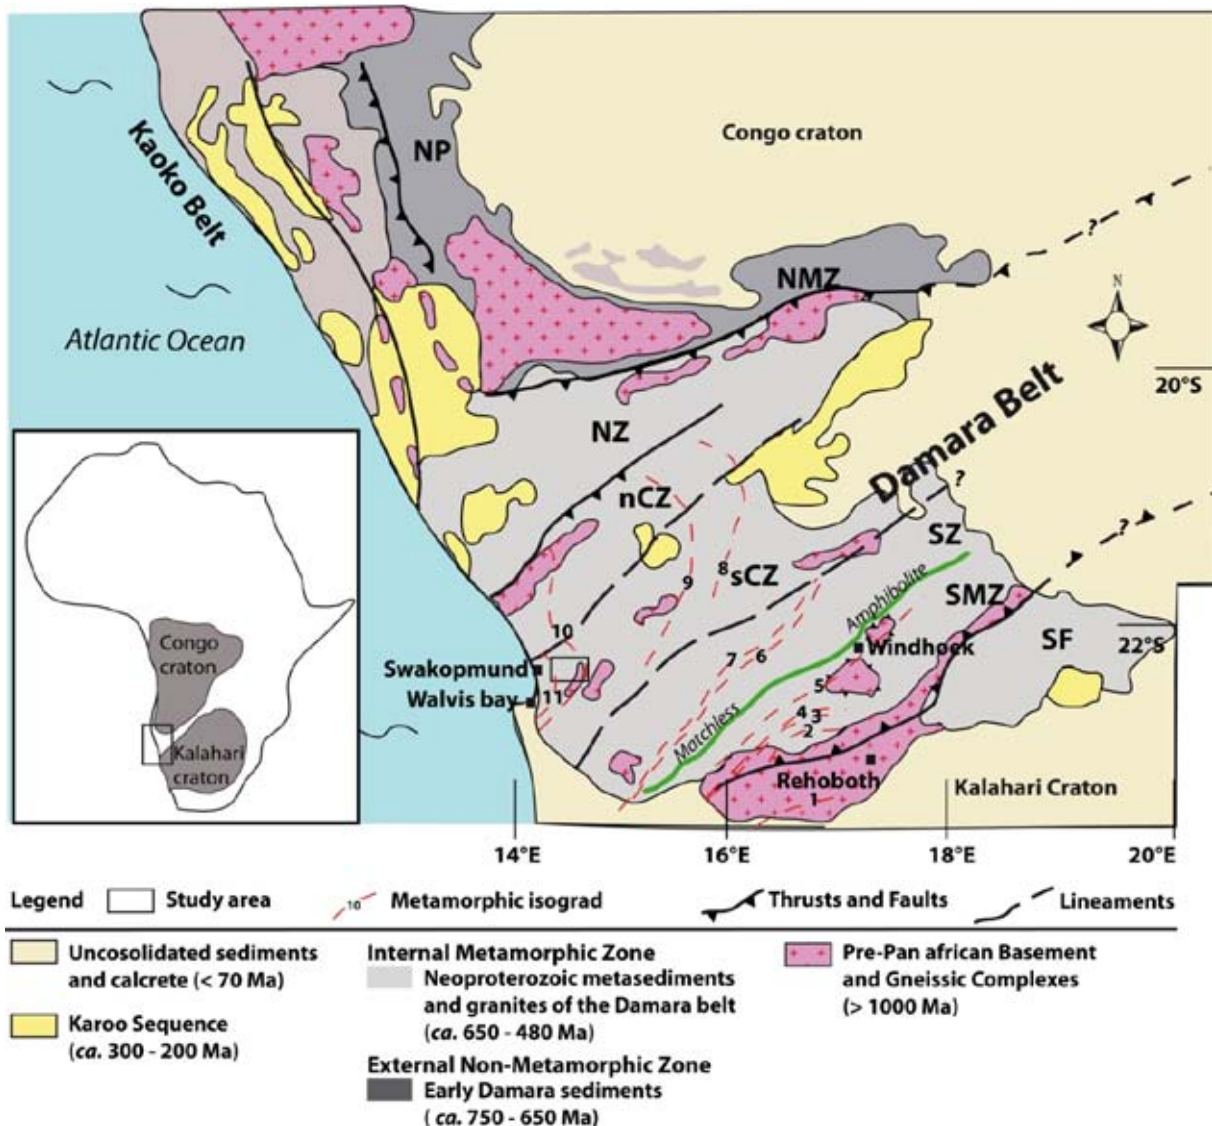 Congo craton
NP
Kaoko Belt
?
NMZ
N
Atlantic Ocean
20°S
Damara Belt
NZ
?
nCZ
?
SZ
8
sCZ
9
Amphibolite
SMZ
10
Windhoek
SF
22°S
Congo
craton
Swakopmund
7
6
Walvis bay
11
5
Matchless
4
3
2
Kalahari
craton
Rehoboth
1
Kalahari Craton
14°E
16°E
18°E
20°E
Legend
Study area
10
Metamorphic isograd
Thrusts and Faults
Lineaments
Uncosolidated sediments
and calcrete (< 70 Ma)
Karoo Sequence
(ca. 300 - 200 Ma)
Internal Metamorphic Zone
Neoproterozoic metasediments
and granites of the Damara belt
(ca. 650 - 480 Ma)
External Non-Metamorphic Zone
Early Damara sediments
( ca. 750 - 650 Ma)
Pre-Pan african Basement
and Gneissic Complexes
(> 1000 Ma)